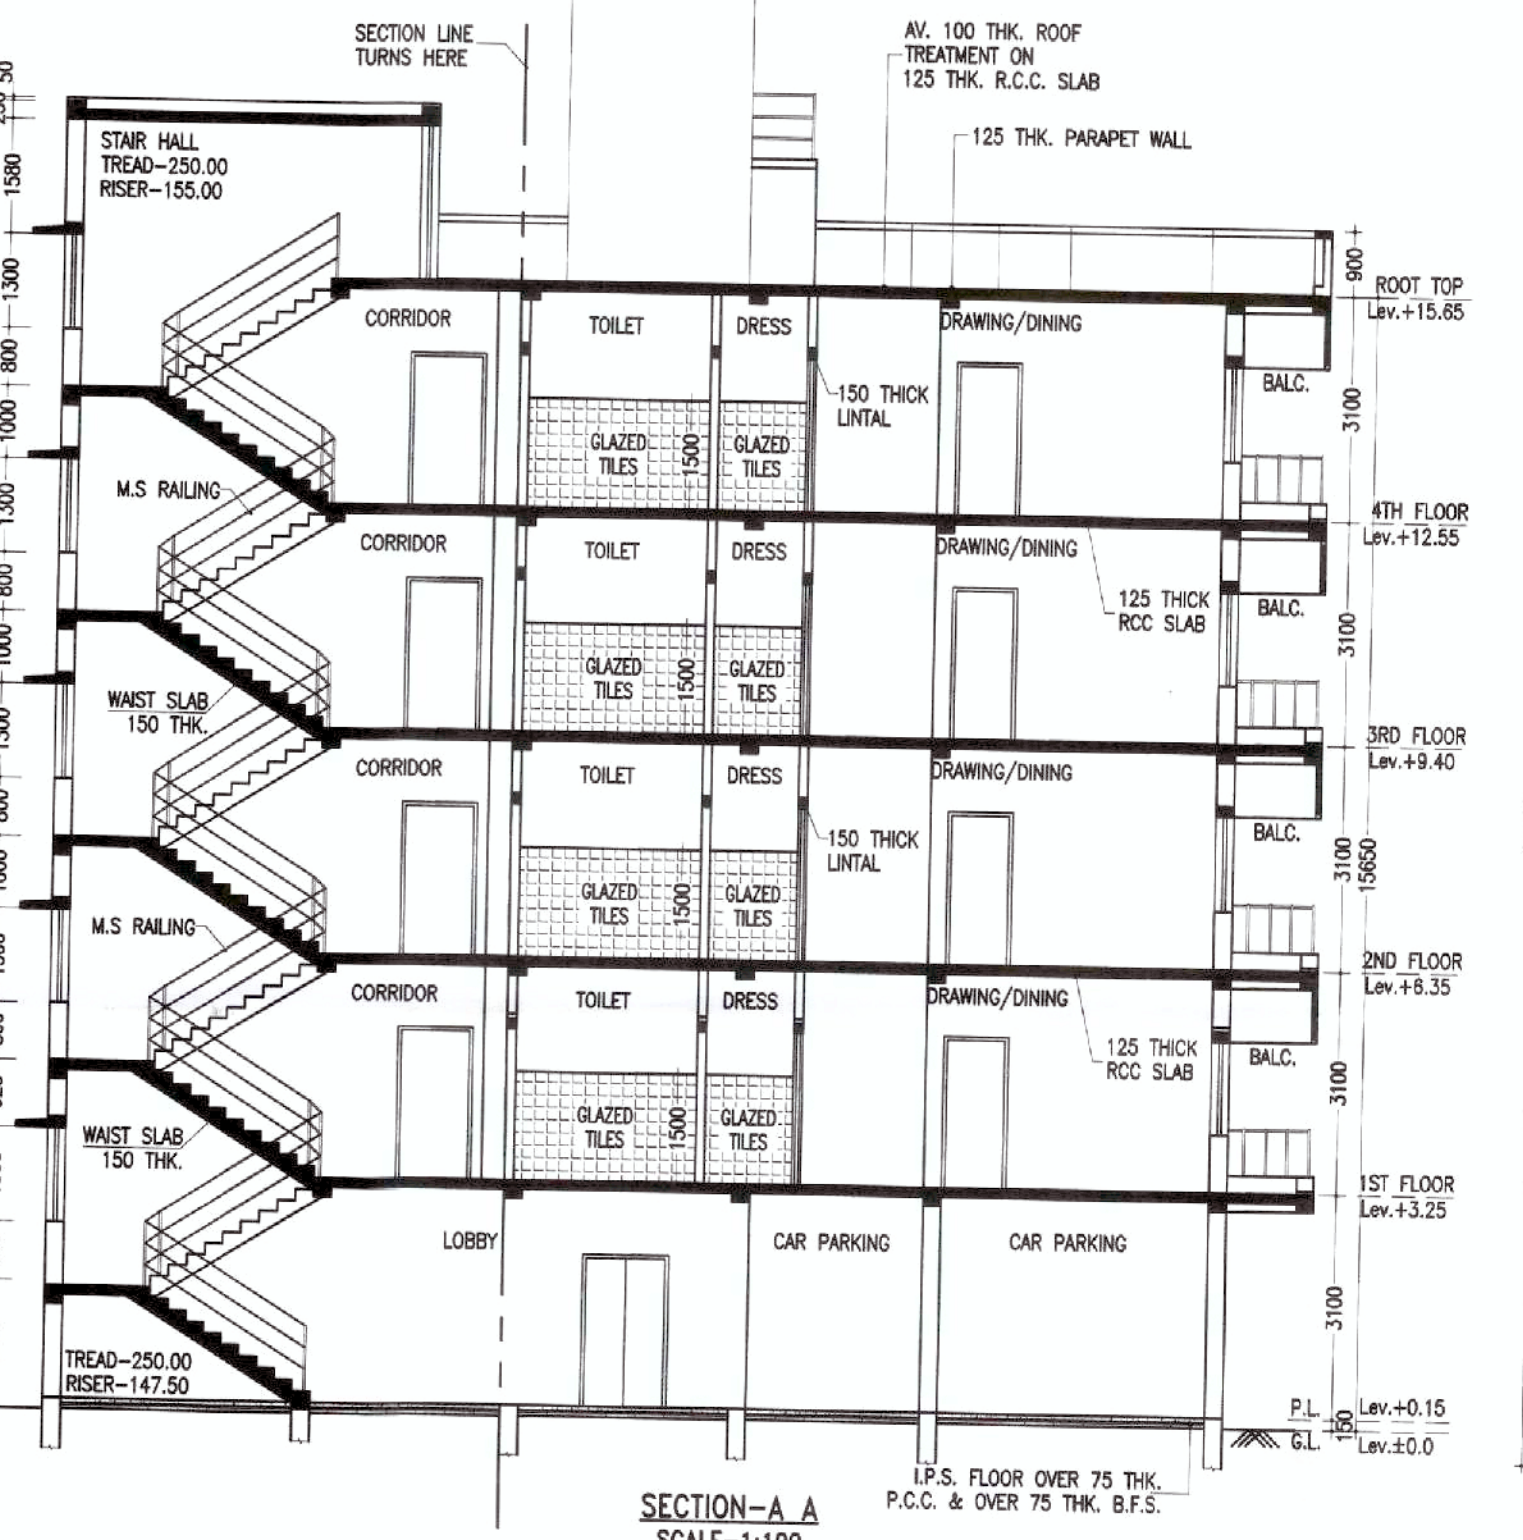 SECTION LINE
TURNS HERE
AV. 100 THK. ROOF
TREATMENT ON
125 THK. R.C.C. SLAB
125 THK. PARAPET WALL
50
STAIR HALL
TREAD-250.00
RISER-155.00
1580
1300
800
1000
1300
800
1000
900
ROOT TOP
Lev.+15.65
CORRIDOR
TOILET
DRESS
DRAWING/DINING
BALC.
150 THICK
LINTAL
GLAZED
TILES
1500
GLAZED
TILES
3100
M.S RAILING
4TH FLOOR
Lev.+12.55
CORRIDOR
TOILET
DRESS
DRAWING/DINING
BALC.
125 THICK
RCC SLAB
GLAZED
TILES
1500
GLAZED
TILES
3100
WAIST SLAB
150 THK.
3RD FLOOR
Lev.+9.40
CORRIDOR
TOILET
DRESS
DRAWING/DINING
BALC.
150 THICK
LINTAL
GLAZED
TILES
1500
GLAZED
TILES
3100
15650
M.S RAILING
2ND FLOOR
Lev.+6.35
CORRIDOR
TOILET
DRESS
DRAWING/DINING
BALC.
125 THICK
RCC SLAB
GLAZED
TILES
1500
GLAZED
TILES
3100
WAIST SLAB
150 THK.
1ST FLOOR
Lev.+3.25
LOBBY
CAR PARKING
CAR PARKING
3100
TREAD-250.00
RISER-147.50
P.L.
Lev.+0.15
150
G.L.
Lev.±0.0
I.P.S. FLOOR OVER 75 THK.
P.C.C. & OVER 75 THK. B.F.S.
SECTION-A A
SCALE-1:100